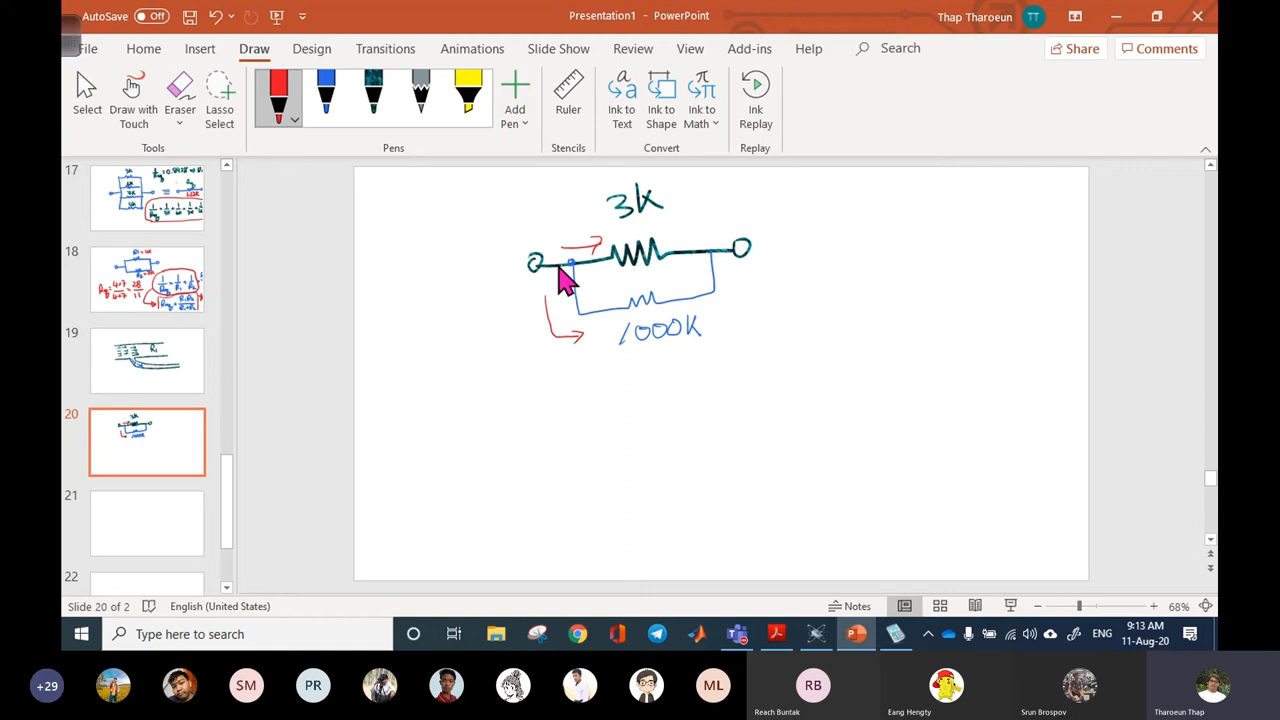 AutoSave Off
Presentation1 - PowerPoint
Thap Tharoeun TT
File Home Insert Draw Design Transitions Animations Slide Show Review View Add-ins Help Search Share Comments
Select
Draw with Touch
Eraser
Lasso Select
Add Pen
Ruler
Ink to Text
Ink to Shape
Ink to Math
Ink Replay
Tools Pens Stencils Convert Replay
17
18
19
20
21
22
3K
1000K
Slide 20 of 2 English (United States) Notes 68%
Type here to search
ENG
9:13 AM
11-Aug-20
+29 SM PR ML RB
Reach Buntak
Eang Hengty
Srun Brospov
Tharoeun Thap